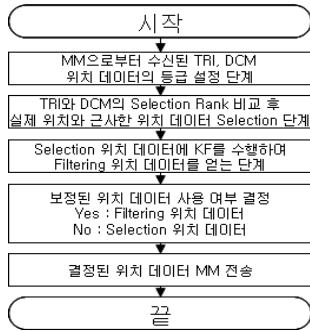 시작
MM으로부터 수신된 TRI, DCM
위치 데이터의 등급 설정 단계
TRI와 DCM의 Selection Rank 비교 후
실제 위치와 근사한 위치 데이터 Selection 단계
Selection 위치 데이터에 KF를 수행하여
Filtering 위치 데이터를 얻는 단계
보정된 위치 데이터 사용 여부 결정
Yes : Filtering 위치 데이터
No : Selection 위치 데이터
결정된 위치 데이터 MM 전송
끝